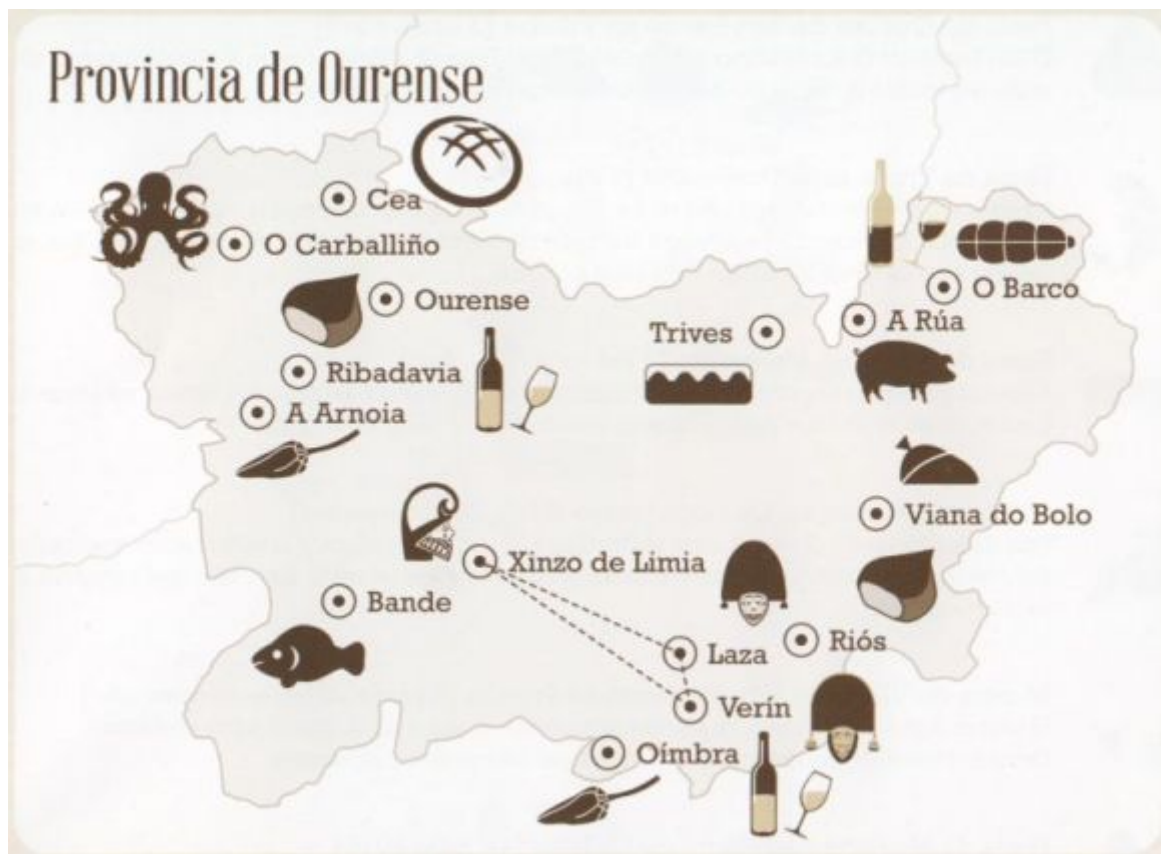 Provincia de Ourense
Cea
O Carballiño
Ourense
O Barco
A Rúa
Trives
Ribadavia
A Arnoia
Viana do Bolo
Xinzo de Limia
Bande
Riós
Laza
Verín
Oímbra